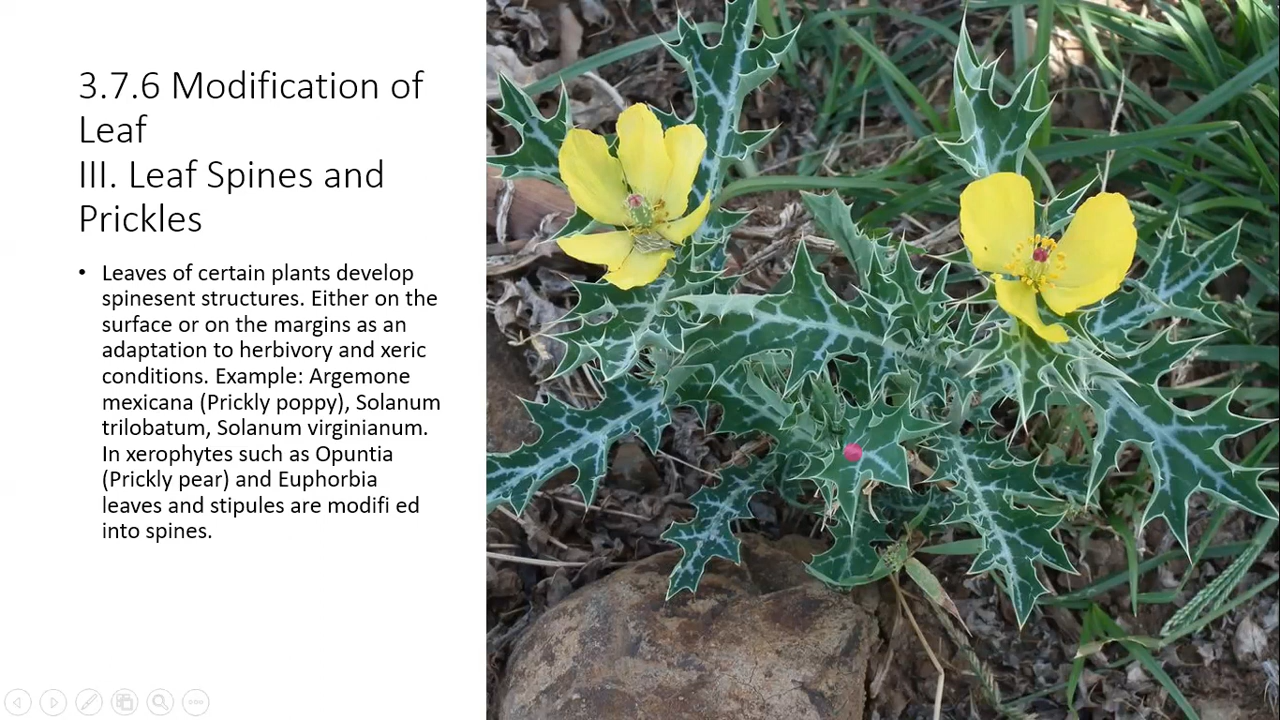 3.7.6 Modification of
Leaf
III. Leaf Spines and
Prickles
• Leaves of certain plants develop
spinesent structures. Either on the
surface or on the margins as an
adaptation to herbivory and xeric
conditions. Example: Argemone
mexicana (Prickly poppy), Solanum
trilobatum, Solanum virginianum.
In xerophytes such as Opuntia
(Prickly pear) and Euphorbia
leaves and stipules are modifi ed
into spines.